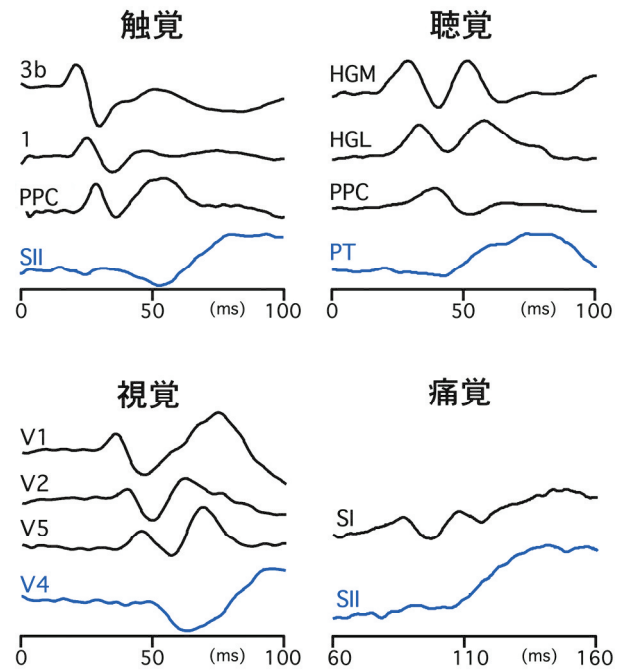 触覚
3b
1
PPC
SII
0 50 (ms) 100
聴覚
HGM
HGL
PPC
PT
0 50 (ms) 100
視覚
V1
V2
V5
V4
0 50 (ms) 100
痛覚
SI
SII
60 110 (ms) 160